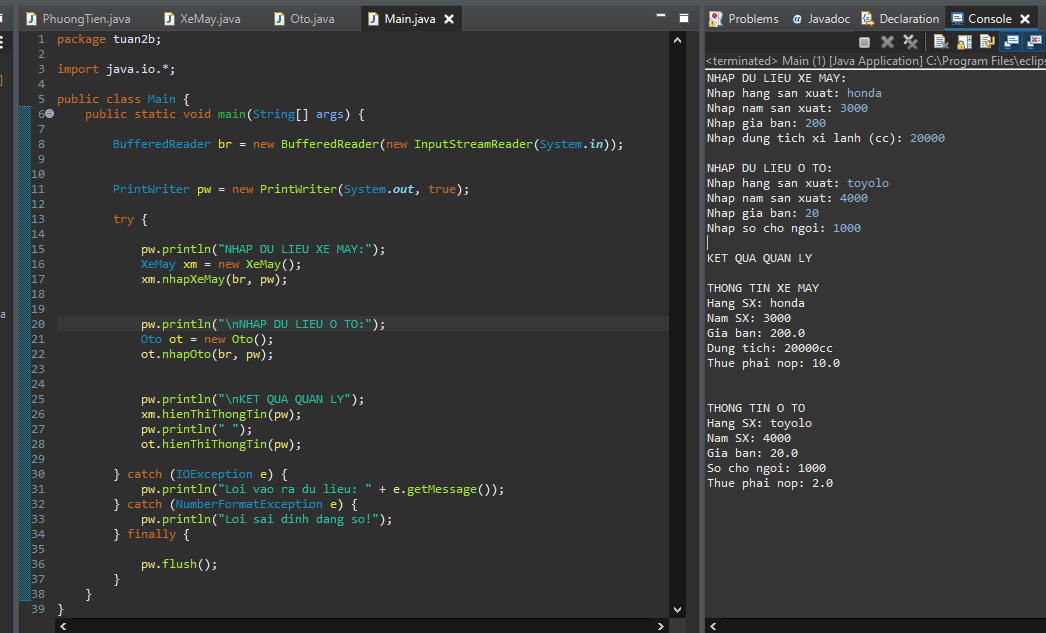 PhuongTien.java XeMay.java Oto.java Main.java
1 package tuan2b;
2
3 import java.io.*;
4
5 public class Main {
6 public static void main(String[] args) {
7
8 BufferedReader br = new BufferedReader(new InputStreamReader(System.in));
9
10
11 PrintWriter pw = new PrintWriter(System.out, true);
12
13 try {
14
15 pw.println("NHAP DU LIEU XE MAY:");
16 XeMay xm = new XeMay();
17 xm.nhapXeMay(br, pw);
18
19
20 pw.println("\nNHAP DU LIEU O TO:");
21 Oto ot = new Oto();
22 ot.nhapOto(br, pw);
23
24
25 pw.println("\nKET QUA QUAN LY");
26 xm.hienThiThongTin(pw);
27 pw.println(" ");
28 ot.hienThiThongTin(pw);
29
30 } catch (IOException e) {
31 pw.println("Loi vao ra du lieu: " + e.getMessage());
32 } catch (NumberFormatException e) {
33 pw.println("Loi sai dinh dang so!");
34 } finally {
35
36 pw.flush();
37 }
38 }
39 }
Problems Javadoc Declaration Console
<terminated> Main (1) [Java Application] C:\Program Files\eclips
NHAP DU LIEU XE MAY:
Nhap hang san xuat: honda
Nhap nam san xuat: 3000
Nhap gia ban: 200
Nhap dung tich xi lanh (cc): 20000
NHAP DU LIEU O TO:
Nhap hang san xuat: toyolo
Nhap nam san xuat: 4000
Nhap gia ban: 20
Nhap so cho ngoi: 1000
KET QUA QUAN LY
THONG TIN XE MAY
Hang SX: honda
Nam SX: 3000
Gia ban: 200.0
Dung tich: 20000cc
Thue phai nop: 10.0
THONG TIN O TO
Hang SX: toyolo
Nam SX: 4000
Gia ban: 20.0
So cho ngoi: 1000
Thue phai nop: 2.0